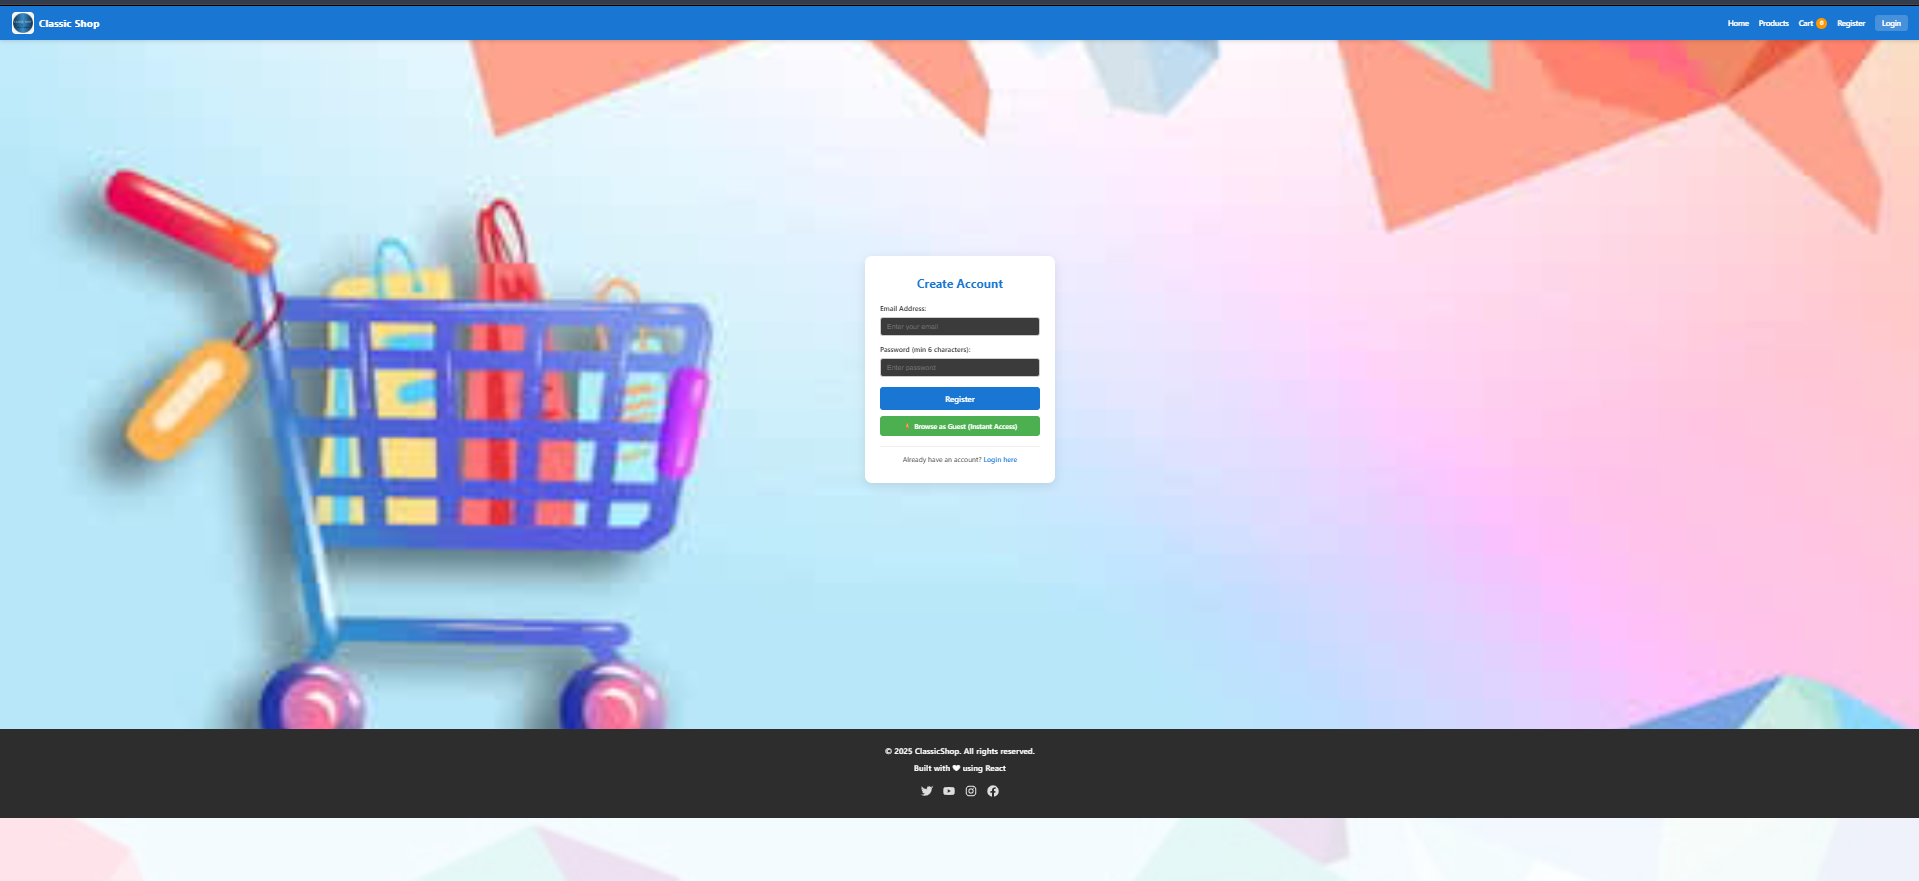 Classic Shop
Home Products Cart 0 Register Login
Create Account
Email Address:
Enter your email
Password (min 6 characters):
Enter password
Register
Browse as Guest (Instant Access)
Already have an account? Login here
© 2025 ClassicShop. All rights reserved.
Built with ❤ using React